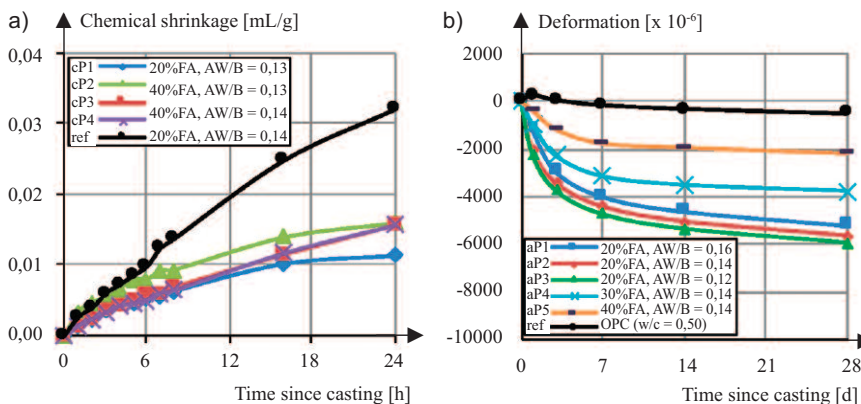 a)
Chemical shrinkage [mL/g]
0,04
0,03
0,02
0,01
0,00
cP1 20%FA, AW/B = 0,13
cP2 40%FA, AW/B = 0,13
cP3 40%FA, AW/B = 0,14
cP4
ref 20%FA, AW/B = 0,14
0 6 12 18 24
Time since casting [h]
b)
Deformation [x 10-6]
2000
0
-2000
-4000
-6000
-8000
-10000
aP1 20%FA, AW/B = 0,16
aP2 20%FA, AW/B = 0,14
aP3 20%FA, AW/B = 0,12
aP4 30%FA, AW/B = 0,14
aP5 40%FA, AW/B = 0,14
ref OPC (w/c = 0,50)
0 7 14 21 28
Time since casting [d]